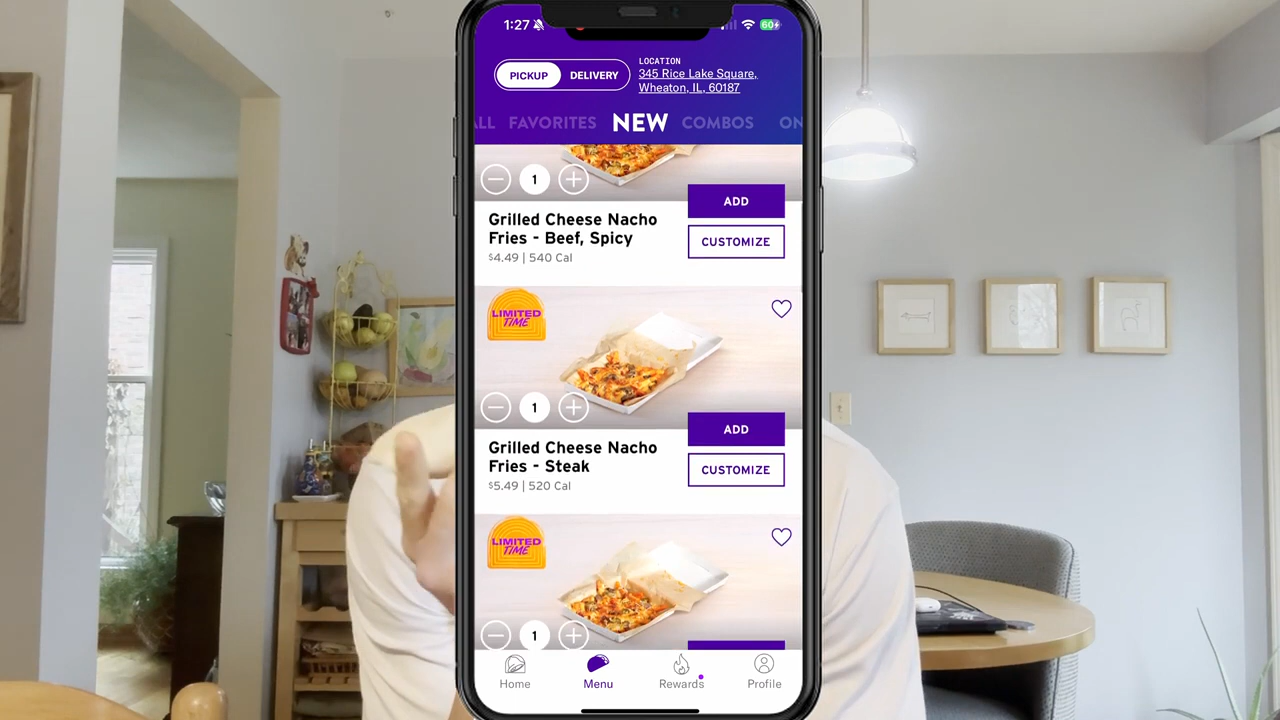 1:27
60
PICKUP
DELIVERY
LOCATION
345 Rice Lake Square,
Wheaton, IL, 60187
FAVORITES
NEW
COMBOS
1
ADD
Grilled Cheese Nacho
Fries - Beef, Spicy
$4.49 | 540 Cal
CUSTOMIZE
LIMITED
TIME
1
ADD
Grilled Cheese Nacho
Fries - Steak
$5.49 | 520 Cal
CUSTOMIZE
LIMITED
TIME
1
Home
Menu
Rewards
Profile